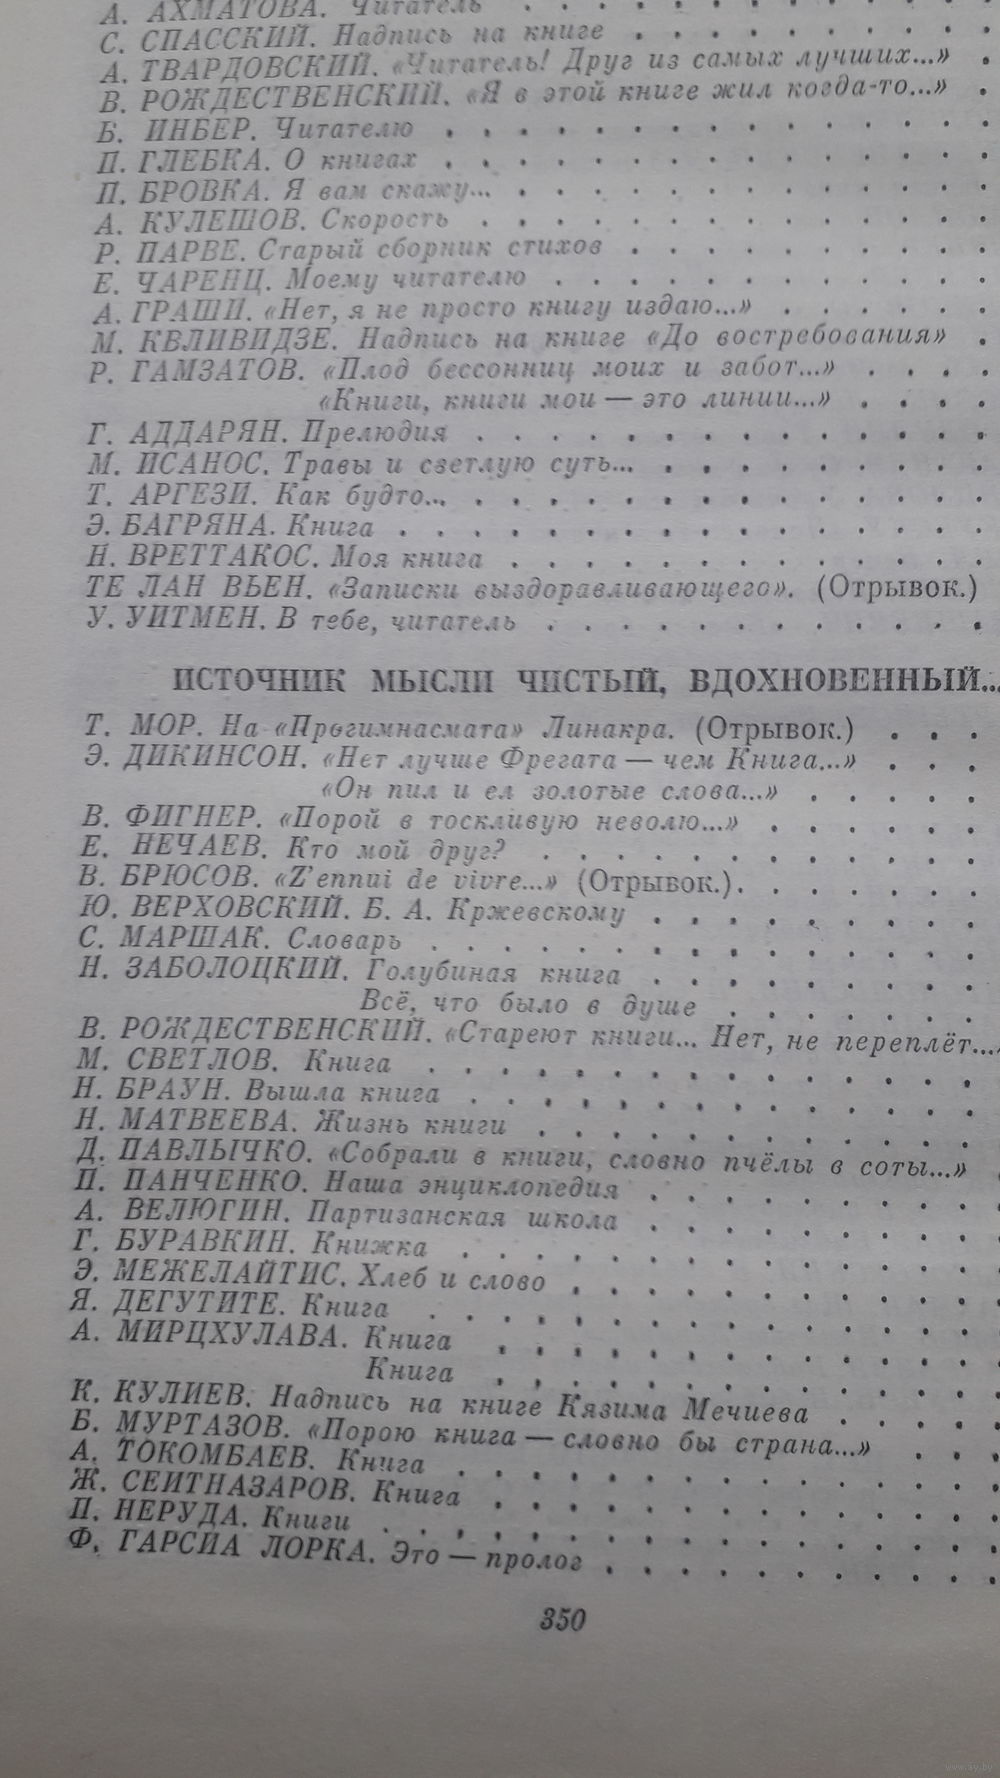 А. АХМАТОВА. Читатель . . . . . . . . . . . . .
С. СПАССКИЙ. Надпись на книге . . . . . . . . .
А. ТВАРДОВСКИЙ. «Читатель! Друг из самых лучших...» .
В. РОЖДЕСТВЕНСКИЙ. «Я в этой книге жил когда-то...» .
Б. ИНБЕР. Читателю . . . . . . . . . . . . . .
П. ГЛЕБКА. О книгах . . . . . . . . . . . . . .
П. БРОВКА. Я вам скажу... . . . . . . . . . . . .
А. КУЛЕШОВ. Скорость . . . . . . . . . . . . .
Р. ПАРВЕ. Старый сборник стихов . . . . . . . . .
Е. ЧАРЕНЦ. Моему читателю . . . . . . . . . . .
А. ГРАШИ. «Нет, я не просто книгу издаю...» . . . . .
М. КВЛИВИДЗЕ. Надпись на книге «До востребования» .
Р. ГАМЗАТОВ. «Плод бессонниц моих и забот...» . . . .
«Книги, книги мои — это линии...» . . . .
Г. АДДАРЯН. Прелюдия . . . . . . . . . . . . .
М. ИСАНОС. Травы и светлую суть... . . . . . . . .
Т. АРГЕЗИ. Как будто... . . . . . . . . . . . . .
Э. БАГРЯНА. Книга . . . . . . . . . . . . . . .
Н. ВРЕТТАКОС. Моя книга . . . . . . . . . . . .
ТЕ ЛАН ВЬЕН. «Записки выздоравливающего». (Отрывок.)
У. УИТМЕН. В тебе, читатель . . . . . . . . . . .
ИСТОЧНИК МЫСЛИ ЧИСТЫЙ, ВДОХНОВЕННЫЙ...
Т. МОР. На «Прогимнасмата» Линакра. (Отрывок.) . . .
Э. ДИКИНСОН. «Нет лучше Фрегата — чем Книга...» . . .
«Он пил и ел золотые слова...» . . . . .
В. ФИГНЕР. «Порой в тоскливую неволю...» . . . . . .
Е. НЕЧАЕВ. Кто мой друг? . . . . . . . . . . . .
В. БРЮСОВ. «Z'ennui de vivre...» (Отрывок.) . . . . . . .
Ю. ВЕРХОВСКИЙ. Б. А. Кржевскому . . . . . . . . .
С. МАРШАК. Словарь . . . . . . . . . . . . . .
Н. ЗАБОЛОЦКИЙ. Голубиная книга . . . . . . . . .
Всё, что было в душе . . . . . . .
В. РОЖДЕСТВЕНСКИЙ. «Стареют книги... Нет, не переплёт...»
М. СВЕТЛОВ. Книга . . . . . . . . . . . . . . .
Н. БРАУН. Вышла книга . . . . . . . . . . . . . .
Н. МАТВЕЕВА. Жизнь книги . . . . . . . . . . . .
Д. ПАВЛЫЧКО. «Собрали в книги, словно пчёлы в соты...»
П. ПАНЧЕНКО. Наша энциклопедия . . . . . . . . .
А. ВЕЛЮГИН. Партизанская школа . . . . . . . . .
Г. БУРАВКИН. Книжка . . . . . . . . . . . . . .
Э. МЕЖЕЛАЙТИС. Хлеб и слово . . . . . . . . . . .
Я. ДЕГУТИТЕ. Книга . . . . . . . . . . . . . . .
А. МИРЦХУЛАВА. Книга . . . . . . . . . . . . . .
Книга . . . . . . . . . . . . . .
К. КУЛИЕВ. Надпись на книге Кязима Мечиева . . . . .
Б. МУРТАЗОВ. «Порою книга — словно бы страна...» . . .
А. ТОКОМБАЕВ. Книга . . . . . . . . . . . . . .
Ж. СЕИТНАЗАРОВ. Книга . . . . . . . . . . . . .
П. НЕРУДА. Книги . . . . . . . . . . . . . . . .
Ф. ГАРСИА ЛОРКА. Это — пролог . . . . . . . . . . .
350
www.ay.by